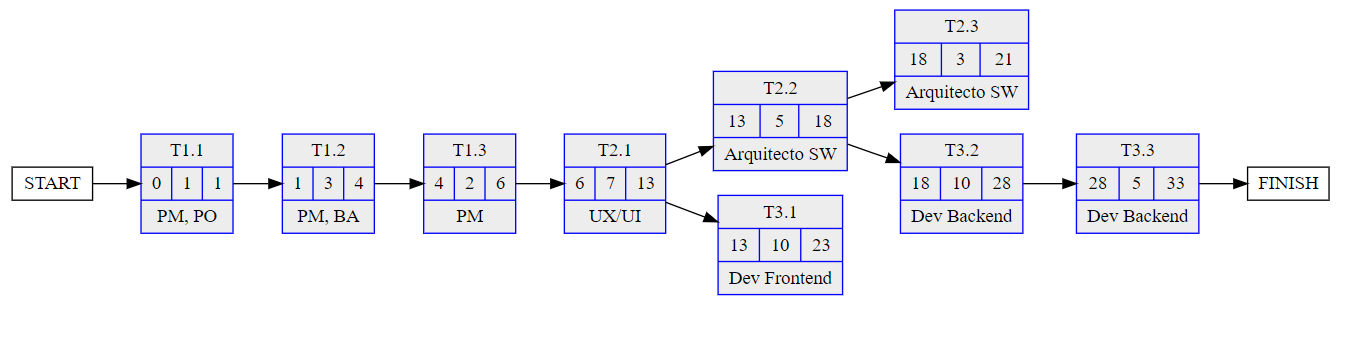 START
T1.1
0 1 1
PM, PO
T1.2
1 3 4
PM, BA
T1.3
4 2 6
PM
T2.1
6 7 13
UX/UI
T2.2
13 5 18
Arquitecto SW
T2.3
18 3 21
Arquitecto SW
T3.1
13 10 23
Dev Frontend
T3.2
18 10 28
Dev Backend
T3.3
28 5 33
Dev Backend
FINISH